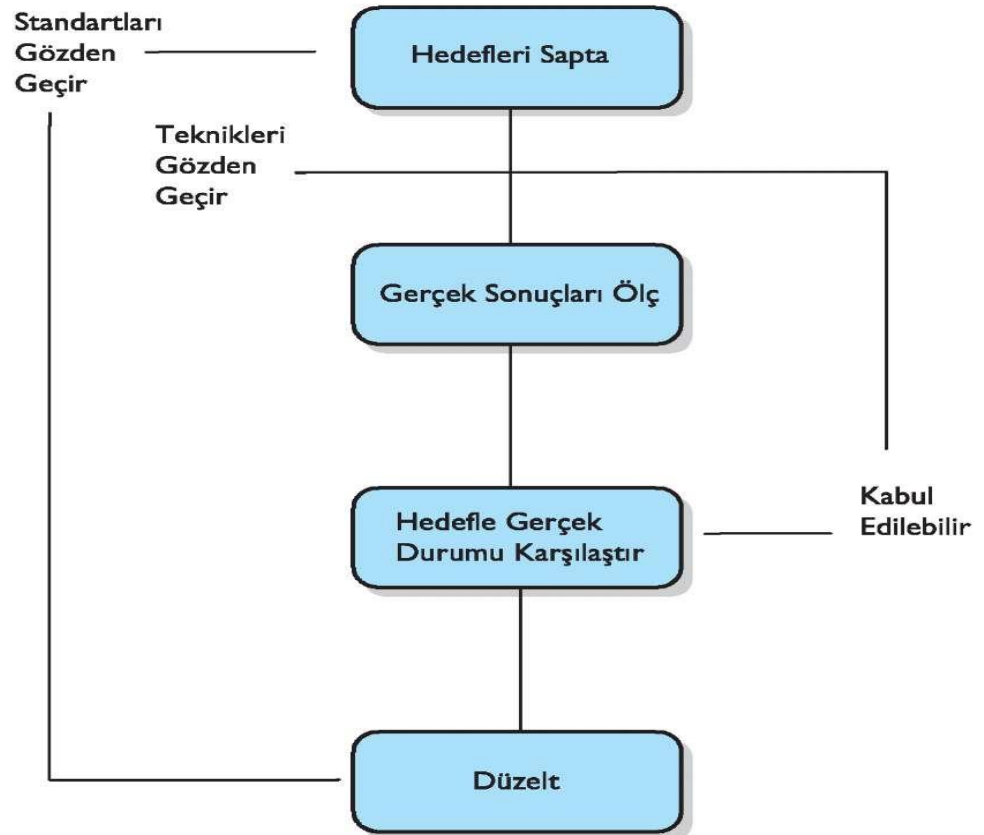 Standartları
Gözden
Geçir
Hedefleri Sapta
Teknikleri
Gözden
Geçir
Gerçek Sonuçları Ölç
Hedefle Gerçek
Durumu Karşılaştır
Kabul
Edilebilir
Düzelt